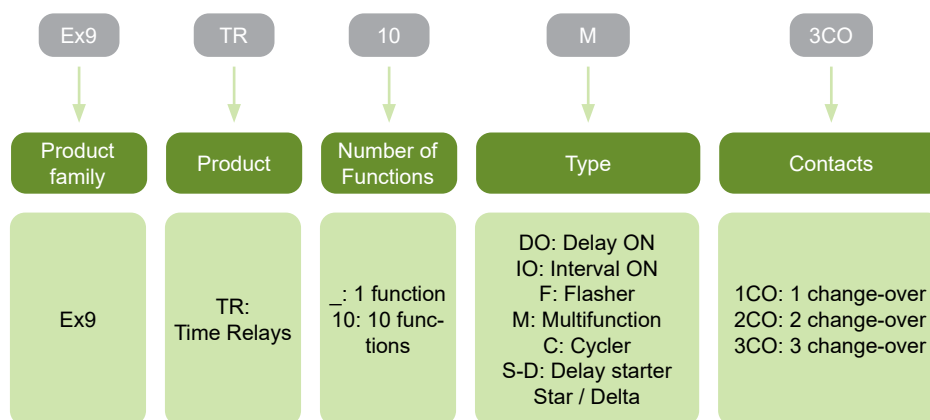 Ex9 TR 10 M 3CO
Product
family
Product
Number of
Functions
Type
Contacts
Ex9
TR:
Time Relays
_: 1 function
10: 10 func-
tions
DO: Delay ON
IO: Interval ON
F: Flasher
M: Multifunction
C: Cycler
S-D: Delay starter
Star / Delta
1CO: 1 change-over
2CO: 2 change-over
3CO: 3 change-over